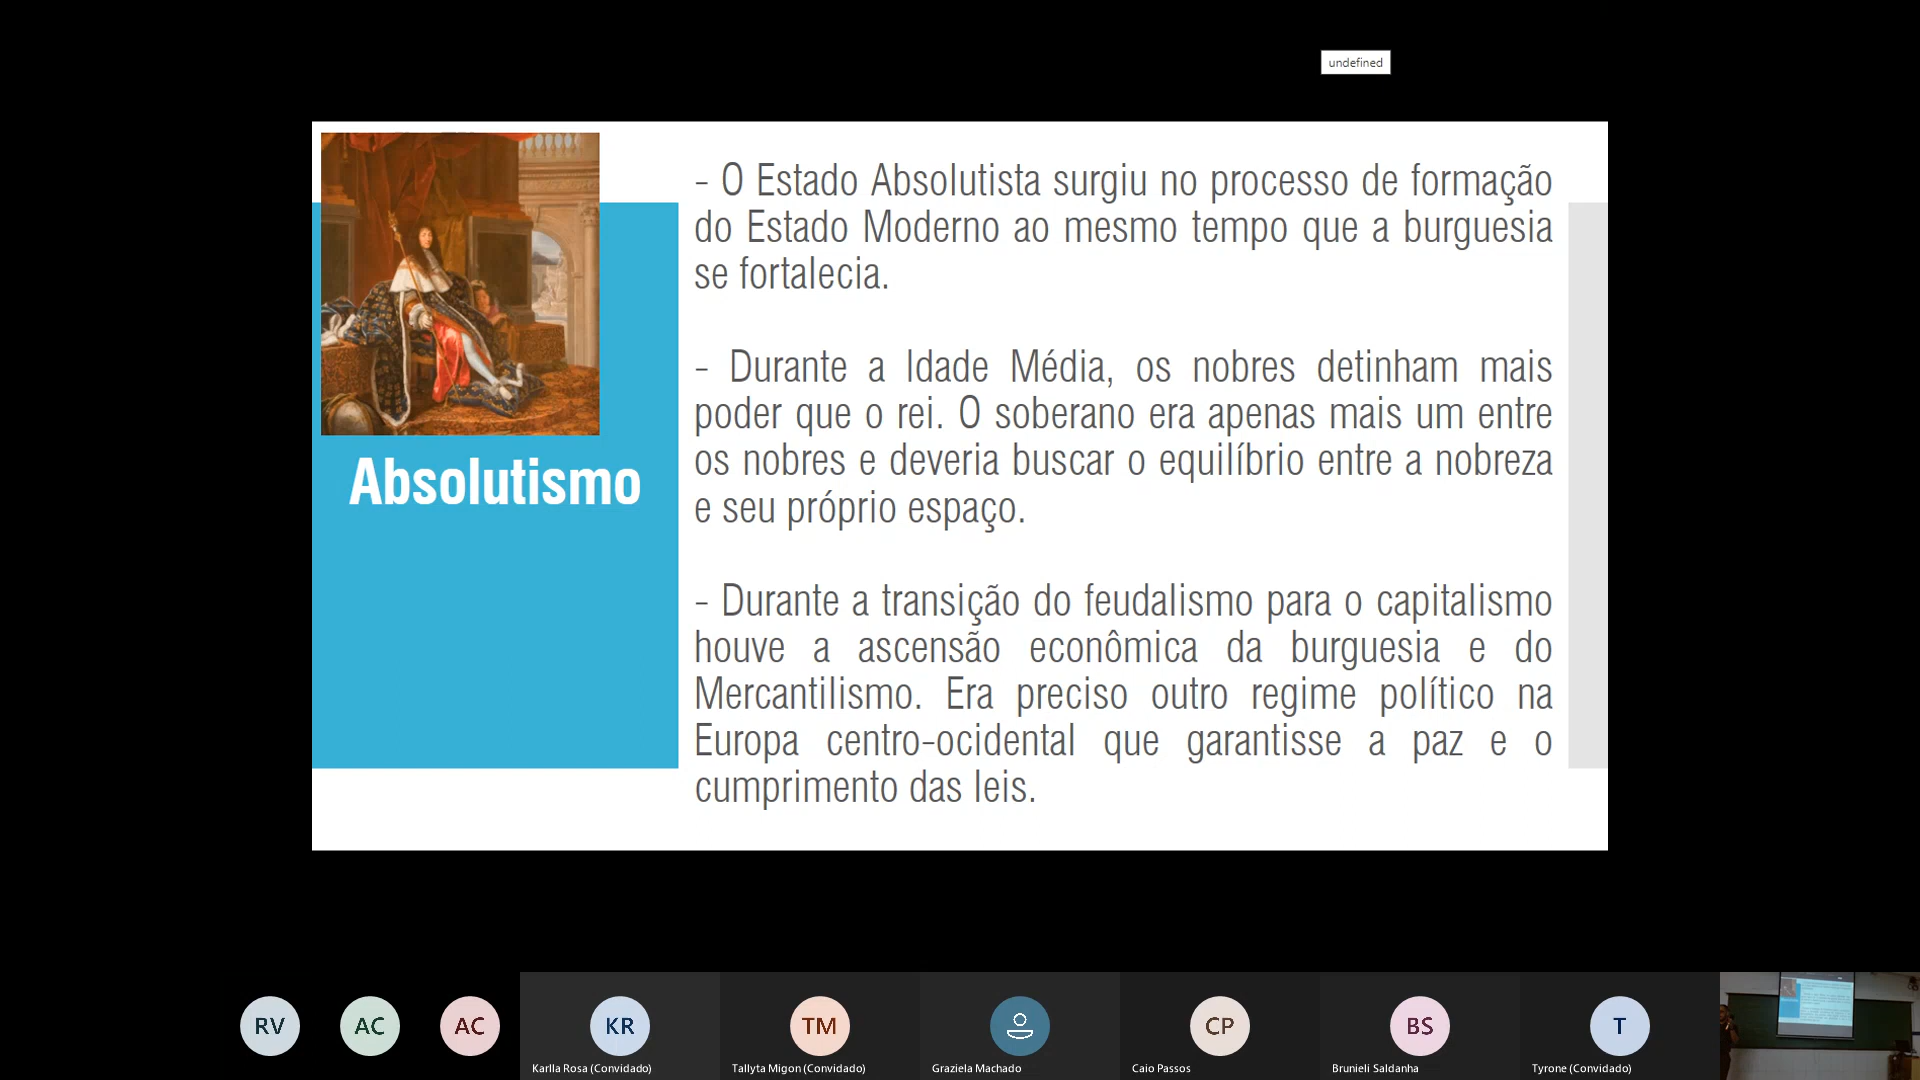 undefined
Absolutismo
- O Estado Absolutista surgiu no processo de formação
do Estado Moderno ao mesmo tempo que a burguesia
se fortalecia.
- Durante a Idade Média, os nobres detinham mais
poder que o rei. O soberano era apenas mais um entre
os nobres e deveria buscar o equilíbrio entre a nobreza
e seu próprio espaço.
- Durante a transição do feudalismo para o capitalismo
houve a ascensão econômica da burguesia e do
Mercantilismo. Era preciso outro regime político na
Europa centro-ocidental que garantisse a paz e o
cumprimento das leis.
RV
AC
AC
KR
Karlla Rosa (Convidado)
TM
Tallyta Migon (Convidado)
Graziela Machado
CP
Caio Passos
BS
Brunieli Saldanha
T
Tyrone (Convidado)